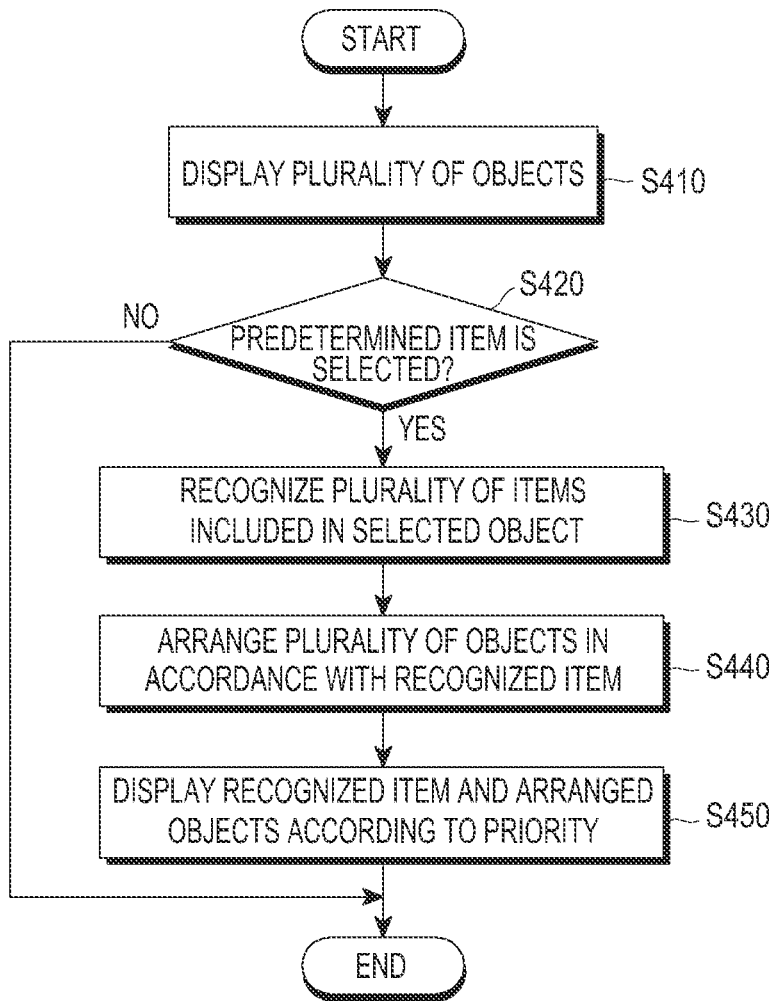 START
DISPLAY PLURALITY OF OBJECTS
S410
S420
NO
PREDETERMINED ITEM IS
SELECTED?
YES
RECOGNIZE PLURALITY OF ITEMS
INCLUDED IN SELECTED OBJECT
S430
ARRANGE PLURALITY OF OBJECTS IN
ACCORDANCE WITH RECOGNIZED ITEM
S440
DISPLAY RECOGNIZED ITEM AND ARRANGED
OBJECTS ACCORDING TO PRIORITY
S450
END